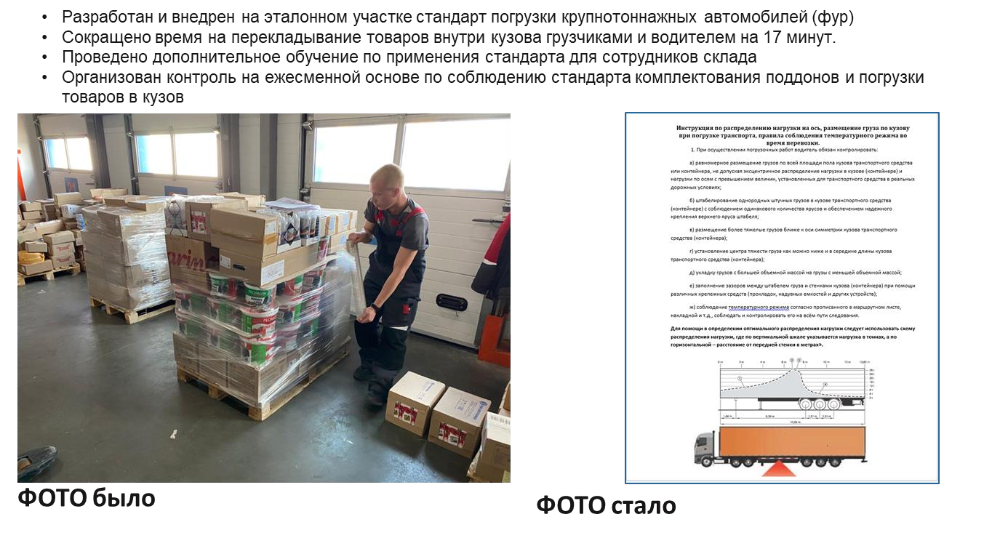 • Разработан и внедрен на эталонном участке стандарт погрузки крупнотоннажных автомобилей (фур)
• Сокращено время на перекладывание товаров внутри кузова грузчиками и водителем на 17 минут.
• Проведено дополнительное обучение по применения стандарта для сотрудников склада
• Организован контроль на ежесменной основе по соблюдению стандарта комплектования поддонов и погрузки
товаров в кузов
PECHAGIN
ФОТО было
Инструкция по распределению нагрузки на ось, размещение груза по кузову
при погрузке транспорта, правила соблюдения температурного режима во
время перевозки.
1. При осуществлении погрузочных работ водитель обязан контролировать:
а) равномерное размещение грузов по всей площади пола кузова транспортного средства
или контейнера, не допуская эксцентричное распределение нагрузки в кузове (контейнере) и
нагрузки по осям с превышением величин, установленных для транспортного средства в реальных
дорожных условиях;
б) штабелирование однородных штучных грузов в кузове транспортного средства
(контейнере) с соблюдением одинакового количества ярусов и обеспечением надежного
крепления верхнего яруса штабеля;
в) размещение более тяжелые грузов ближе к оси симметрии кузова транспортного
средства (контейнера);
г) установление центра тяжести груза как можно ниже и в середине длины кузова
транспортного средства (контейнера);
д) укладку грузов с большей объемной массой на грузы с меньшей объемной массой;
е) заполнение зазоров между штабелем груза и стенками кузова (контейнера) при помощи
различных крепежных средств (прокладок, надувных емкостей и других устройств);
ж) соблюдение температурного режима согласно прописанного в маршрутном листе,
накладной и т.д., соблюдать и контролировать его на всём пути следования.
Для помощи в определении оптимального распределения нагрузки следует использовать схему
распределения нагрузки, где по вертикальной шкале указывается нагрузка в тоннах, а по
горизонтальной – расстояние от передней стенки в метрах».
0 м 2 м 4 м 8 м 10 м 12 м
13,62 m
ФОТО стало